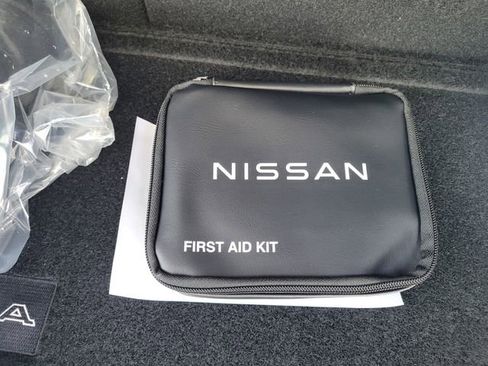 NISSAN
FIRST AID KIT
A